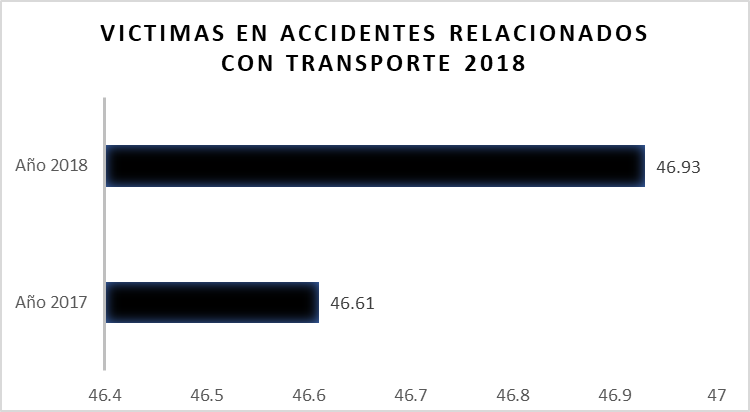 VICTIMAS EN ACCIDENTES RELACIONADOS
CON TRANSPORTE 2018
Año 2018
46.93
Año 2017
46.61
46.4 46.5 46.6 46.7 46.8 46.9 47